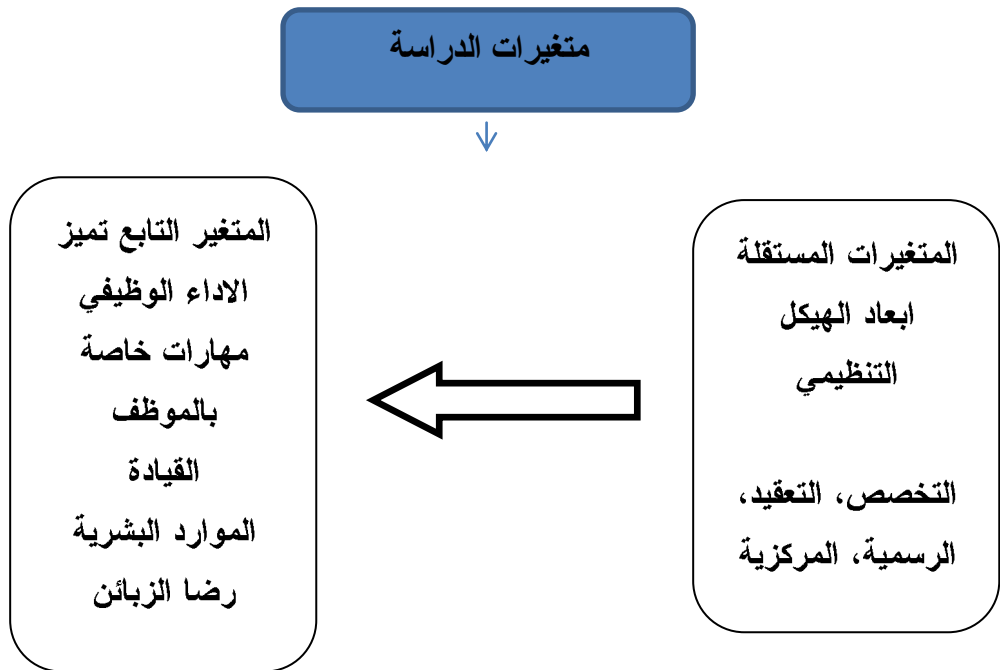 متغيرات الدراسة
المتغيرات المستقلة
ابعاد الهيكل
التنظيمي
التخصص، التعقيد،
الرسمية، المركزية
المتغير التابع تميز
الاداء الوظيفي
مهارات خاصة
بالموظف
القيادة
الموارد البشرية
رضا الزبائن